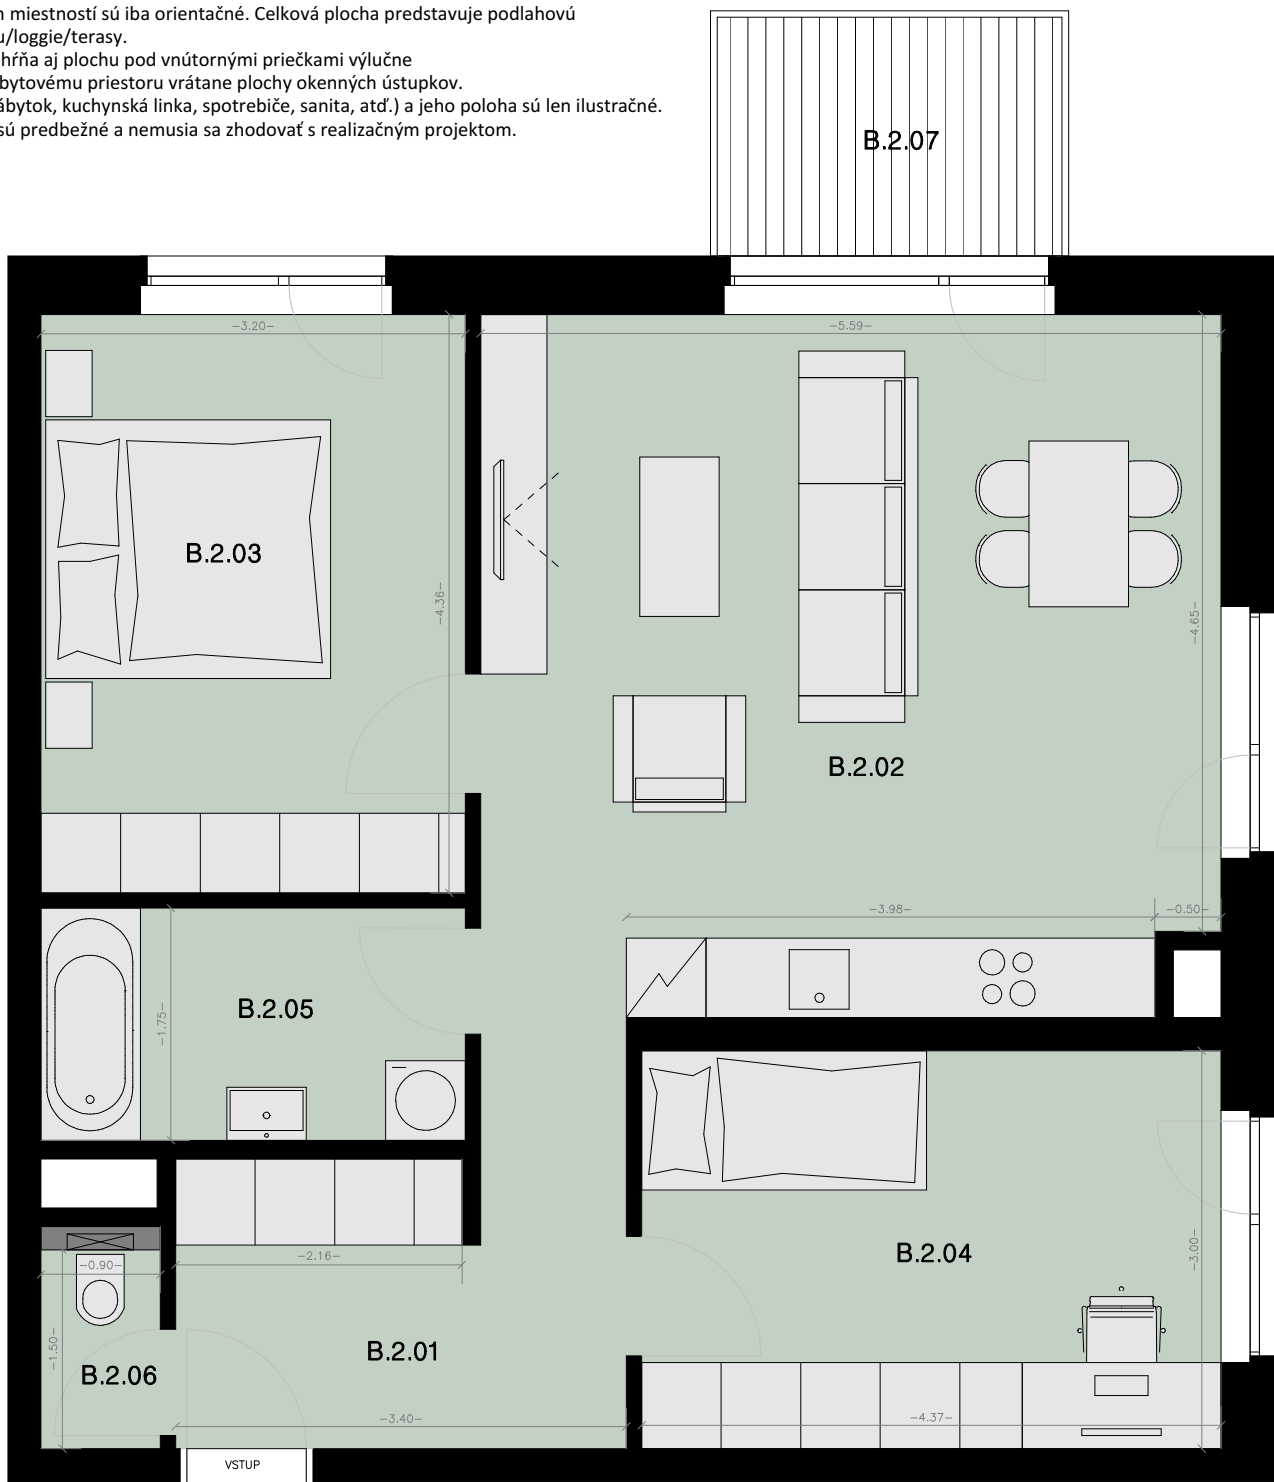 miestností sú iba orientačné. Celková plocha predstavuje podlahovú
u/loggie/terasy.
hŕňa aj plochu pod vnútornými priečkami výlučne
bytovému priestoru vrátane plochy okenných ústupkov.
ábytok, kuchynská linka, spotrebiče, sanita, atď.) a jeho poloha sú len ilustračné.
sú predbežné a nemusia sa zhodovať s realizačným projektom.
B.2.07
-3.20-
-5.59-
B.2.03
-4.36-
-4.65-
B.2.02
-3.98-
-0.50-
B.2.05
-1.75-
-2.16-
-0.90-
B.2.04
-3.00-
-1.50-
B.2.01
B.2.06
-3.40-
-4.37-
VSTUP